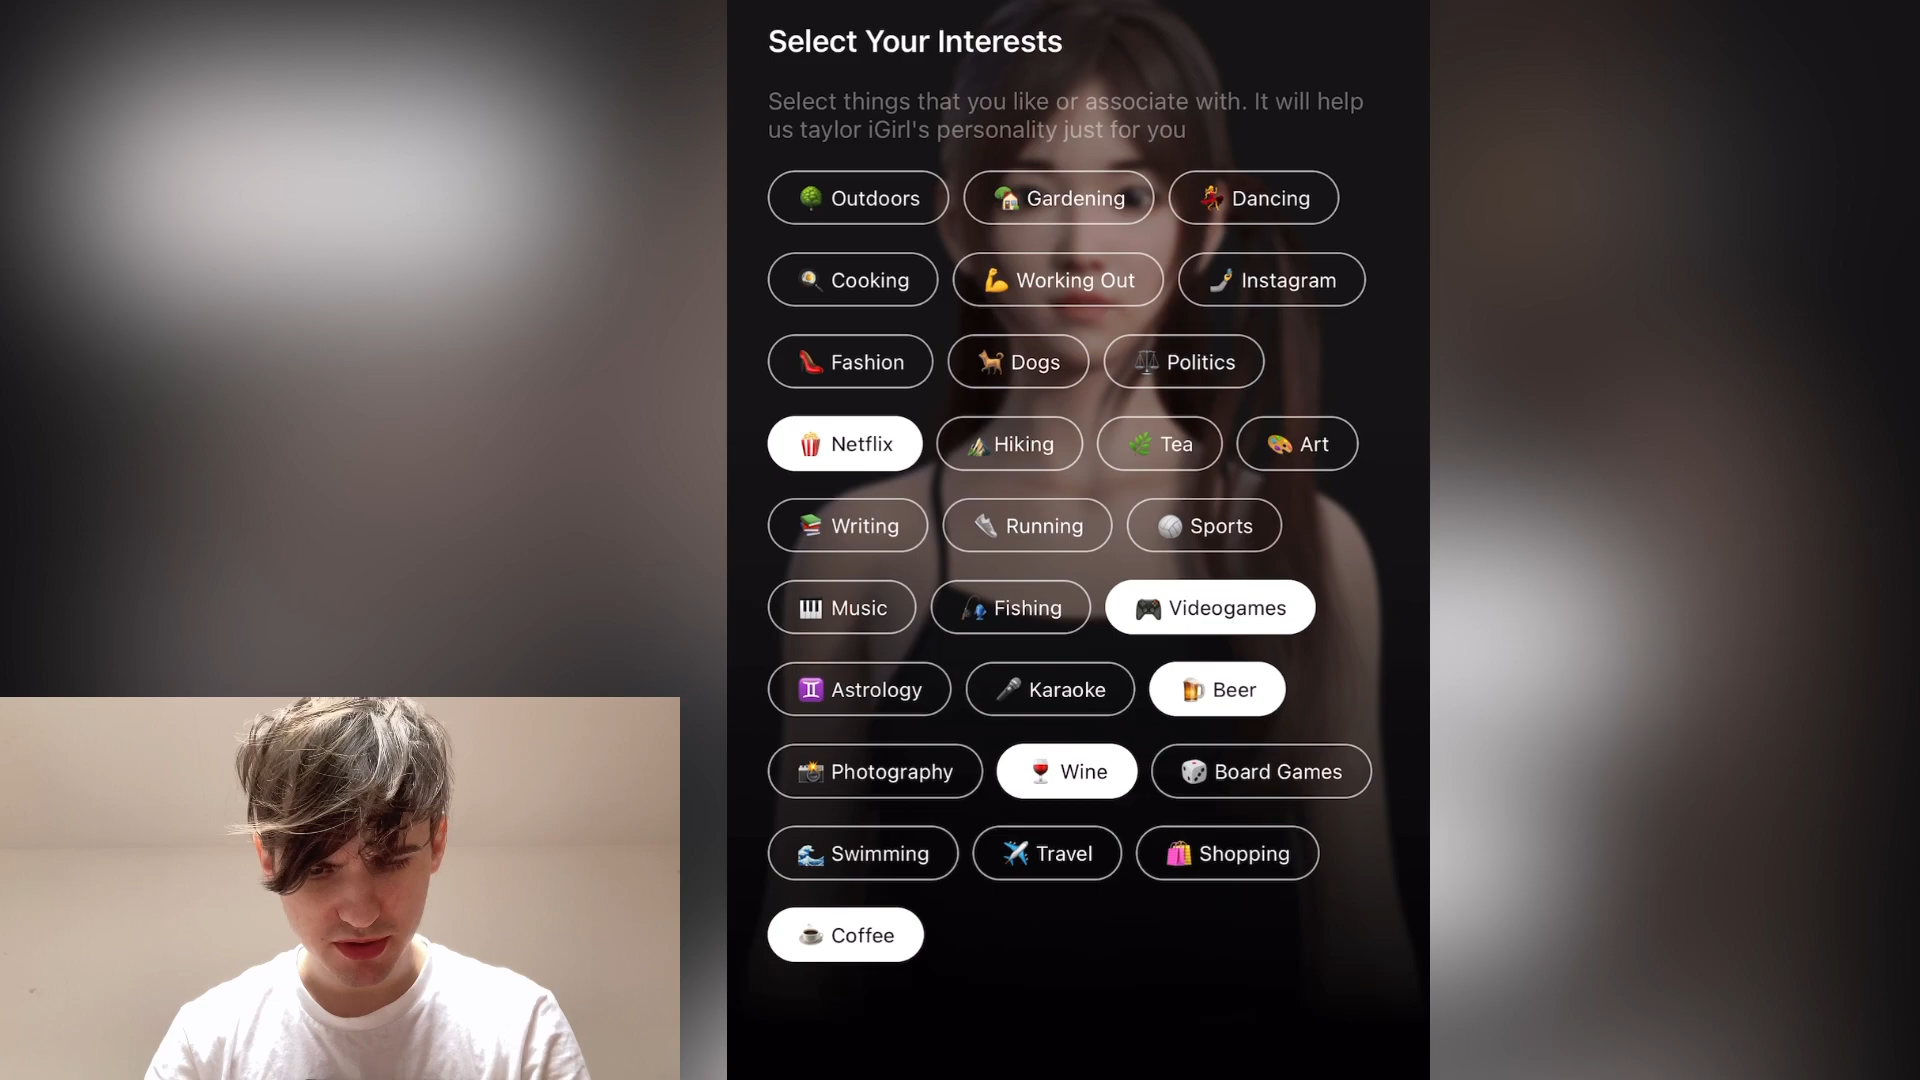 Select Your Interests
Select things that you like or associate with. It will help
us taylor iGirl's personality just for you
Outdoors Gardening Dancing
Cooking Working Out Instagram
Fashion Dogs Politics
Netflix Hiking Tea Art
Writing Running Sports
Music Fishing Videogames
Astrology Karaoke Beer
Photography Wine Board Games
Swimming Travel Shopping
Coffee